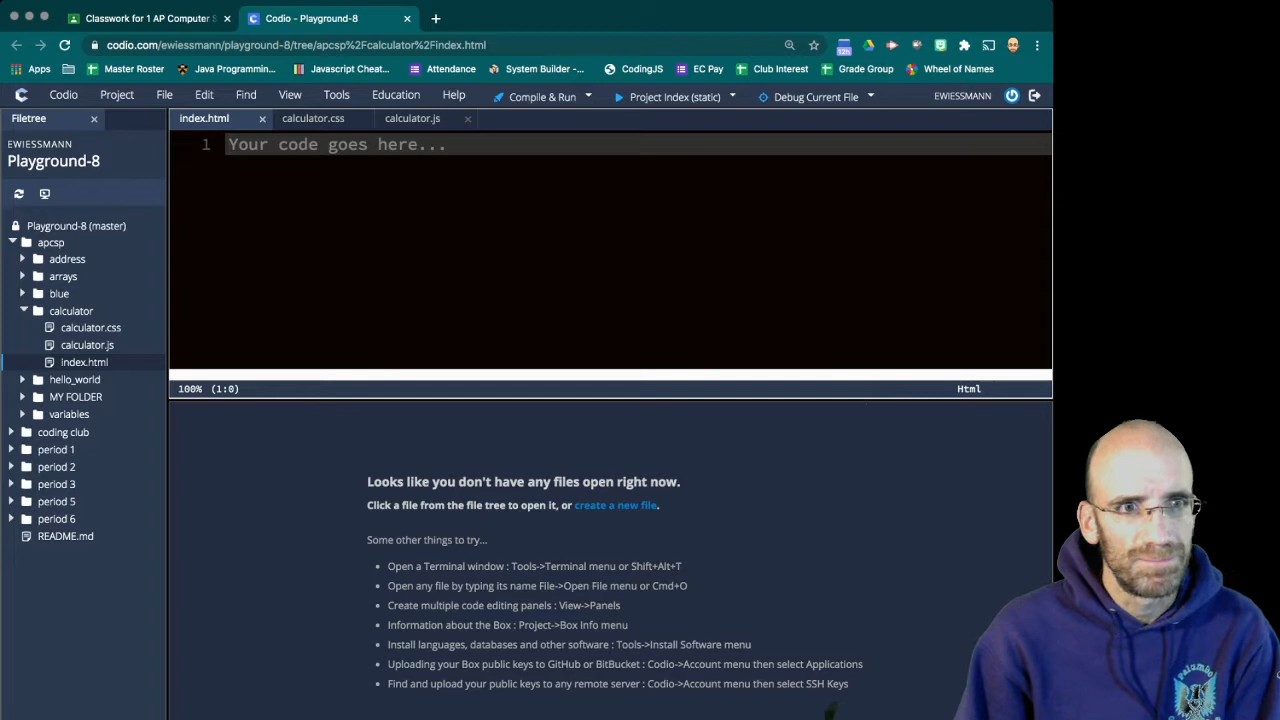 Classwork for 1 AP Computer S
Codio - Playground-8
codio.com/ewiessmann/playground-8/tree/apcsp%2Fcalculator%2Findex.html
12h
Apps Master Roster Java Programmin... Javascript Cheat... Attendance System Builder -... CodingJS EC Pay Club Interest Grade Group Wheel of Names
Codio Project File Edit Find View Tools Education Help Compile & Run Project Index (static) Debug Current File EWIESSMANN
Filetree index.html calculator.css calculator.js
EWIESSMANN
Playground-8
1 Your code goes here...
Playground-8 (master)
apcsp
address
arrays
blue
calculator
calculator.css
calculator.js
index.html
hello_world
MY FOLDER
variables
coding club
period 1
period 2
period 3
period 5
period 6
README.md
100% (1:0) Html
Looks like you don't have any files open right now.
Click a file from the file tree to open it, or create a new file.
Some other things to try...
Open a Terminal window : Tools->Terminal menu or Shift+Alt+T
Open any file by typing its name File->Open File menu or Cmd+O
Create multiple code editing panels : View->Panels
Information about the Box : Project->Box Info menu
Install languages, databases and other software : Tools->Install Software menu
Uploading your Box public keys to GitHub or BitBucket : Codio->Account menu then select Applications
Find and upload your public keys to any remote server : Codio->Account menu then select SSH Keys
Palumbo